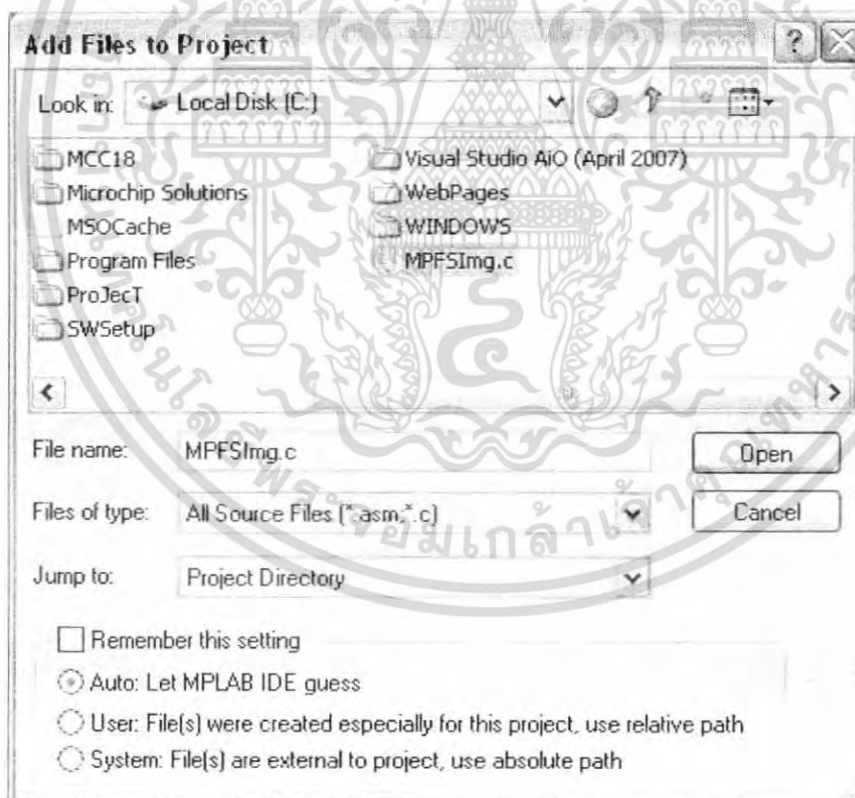 Add Files to Project
Look in: Local Disk (C:)
MCC18
Microchip Solutions
MSOCache
Program Files
ProJecT
SWSetup
Visual Studio AiO (April 2007)
WebPages
WINDOWS
MPFSImg.c
File name: MPFSImg.c Open
Files of type: All Source Files (*.asm;*.c) Cancel
Jump to: Project Directory
Remember this setting
Auto: Let MPLAB IDE guess
User: File(s) were created especially for this project, use relative path
System: File(s) are external to project, use absolute path